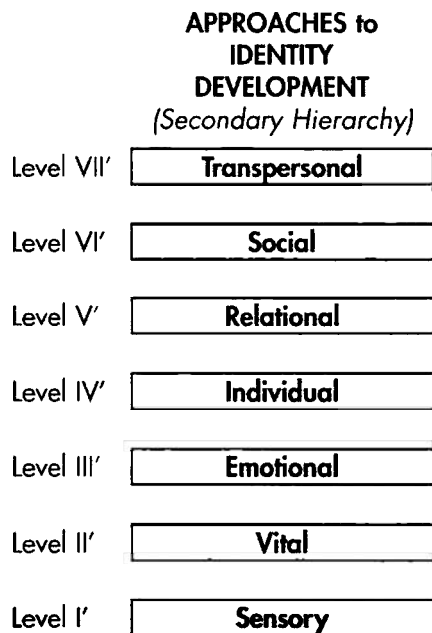 APPROACHES to
IDENTITY
DEVELOPMENT
(Secondary Hierarchy)
Level VII′ Transpersonal
Level VI′ Social
Level V′ Relational
Level IV′ Individual
Level III′ Emotional
Level II′ Vital
Level I′ Sensory